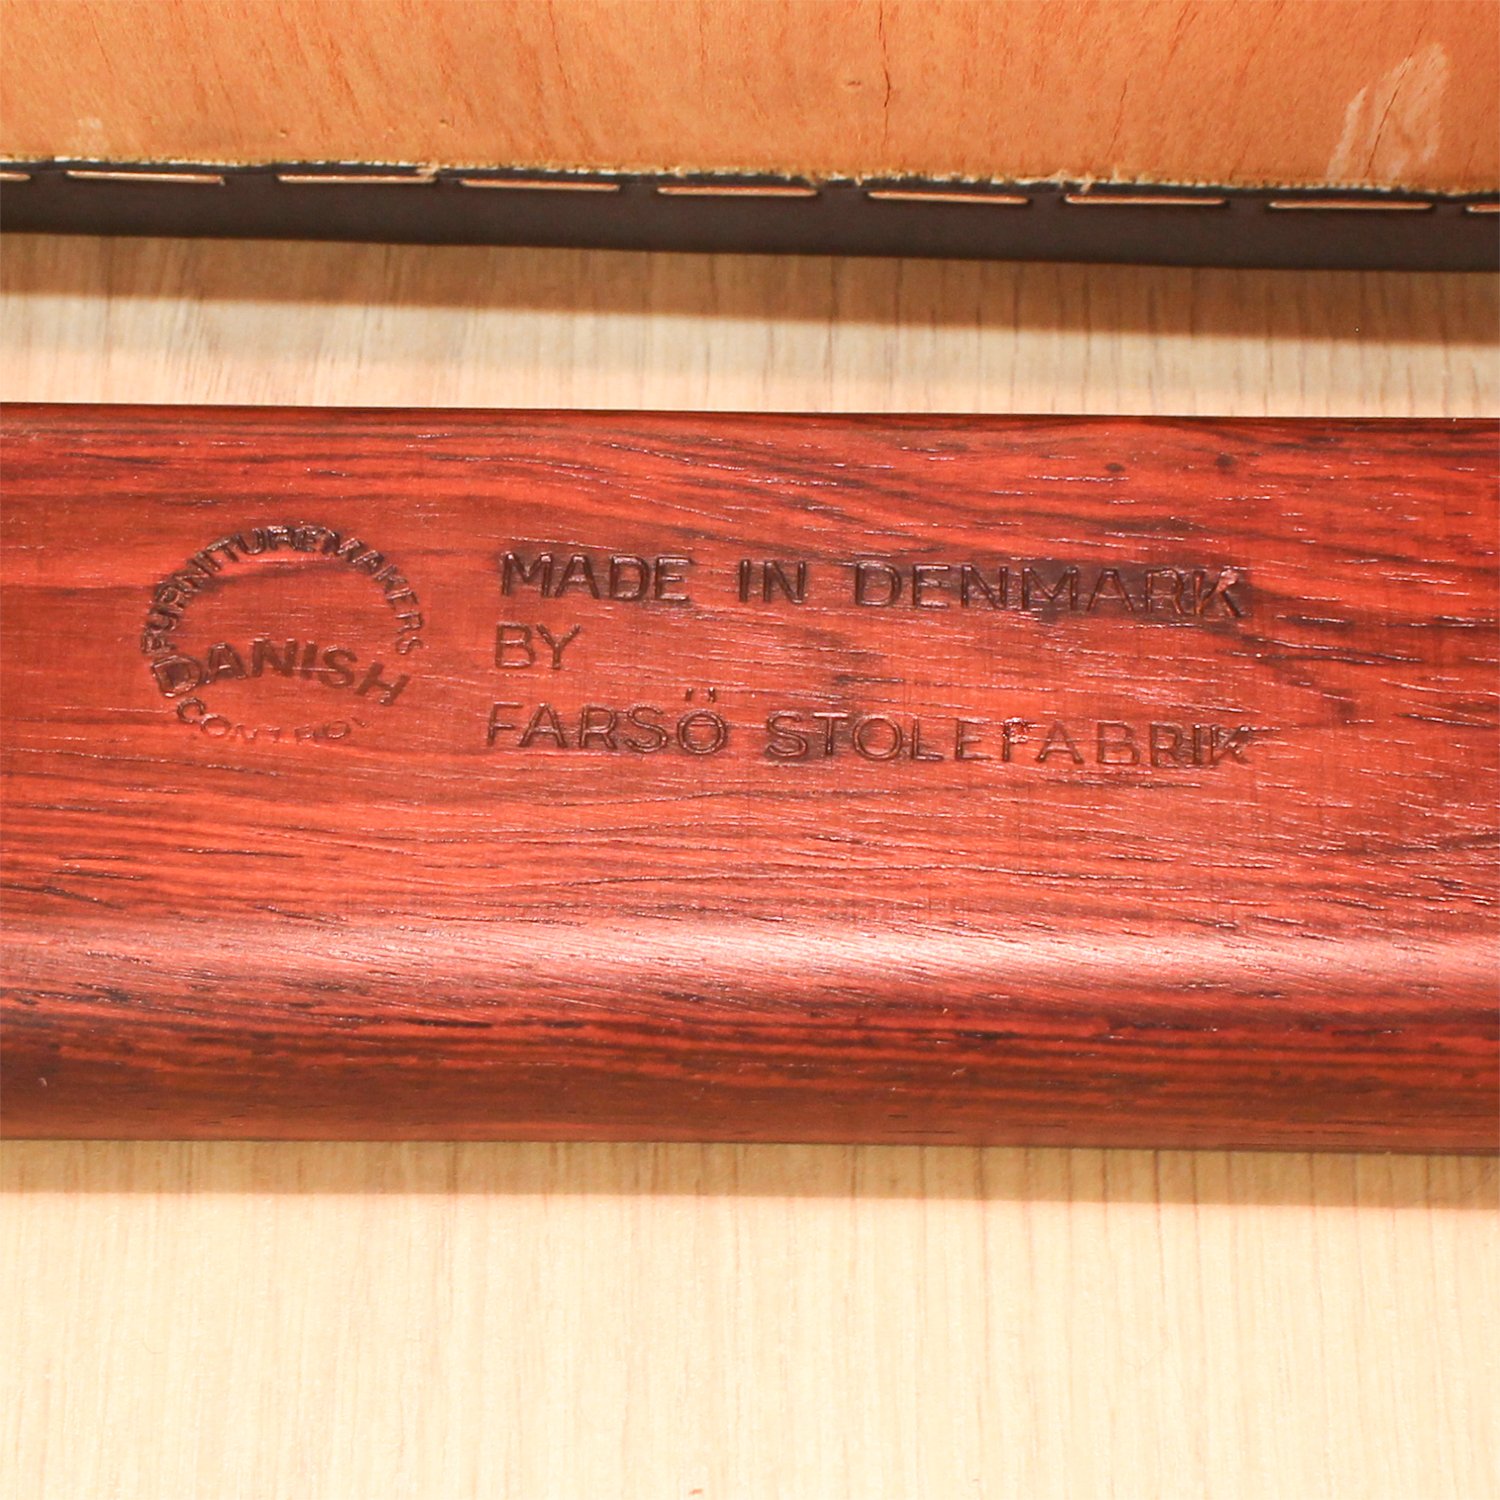 FURNITUREMAKERS
DANISH
CONTROL
MADE IN DENMARK
BY
FARSÖ STOLEFABRIK